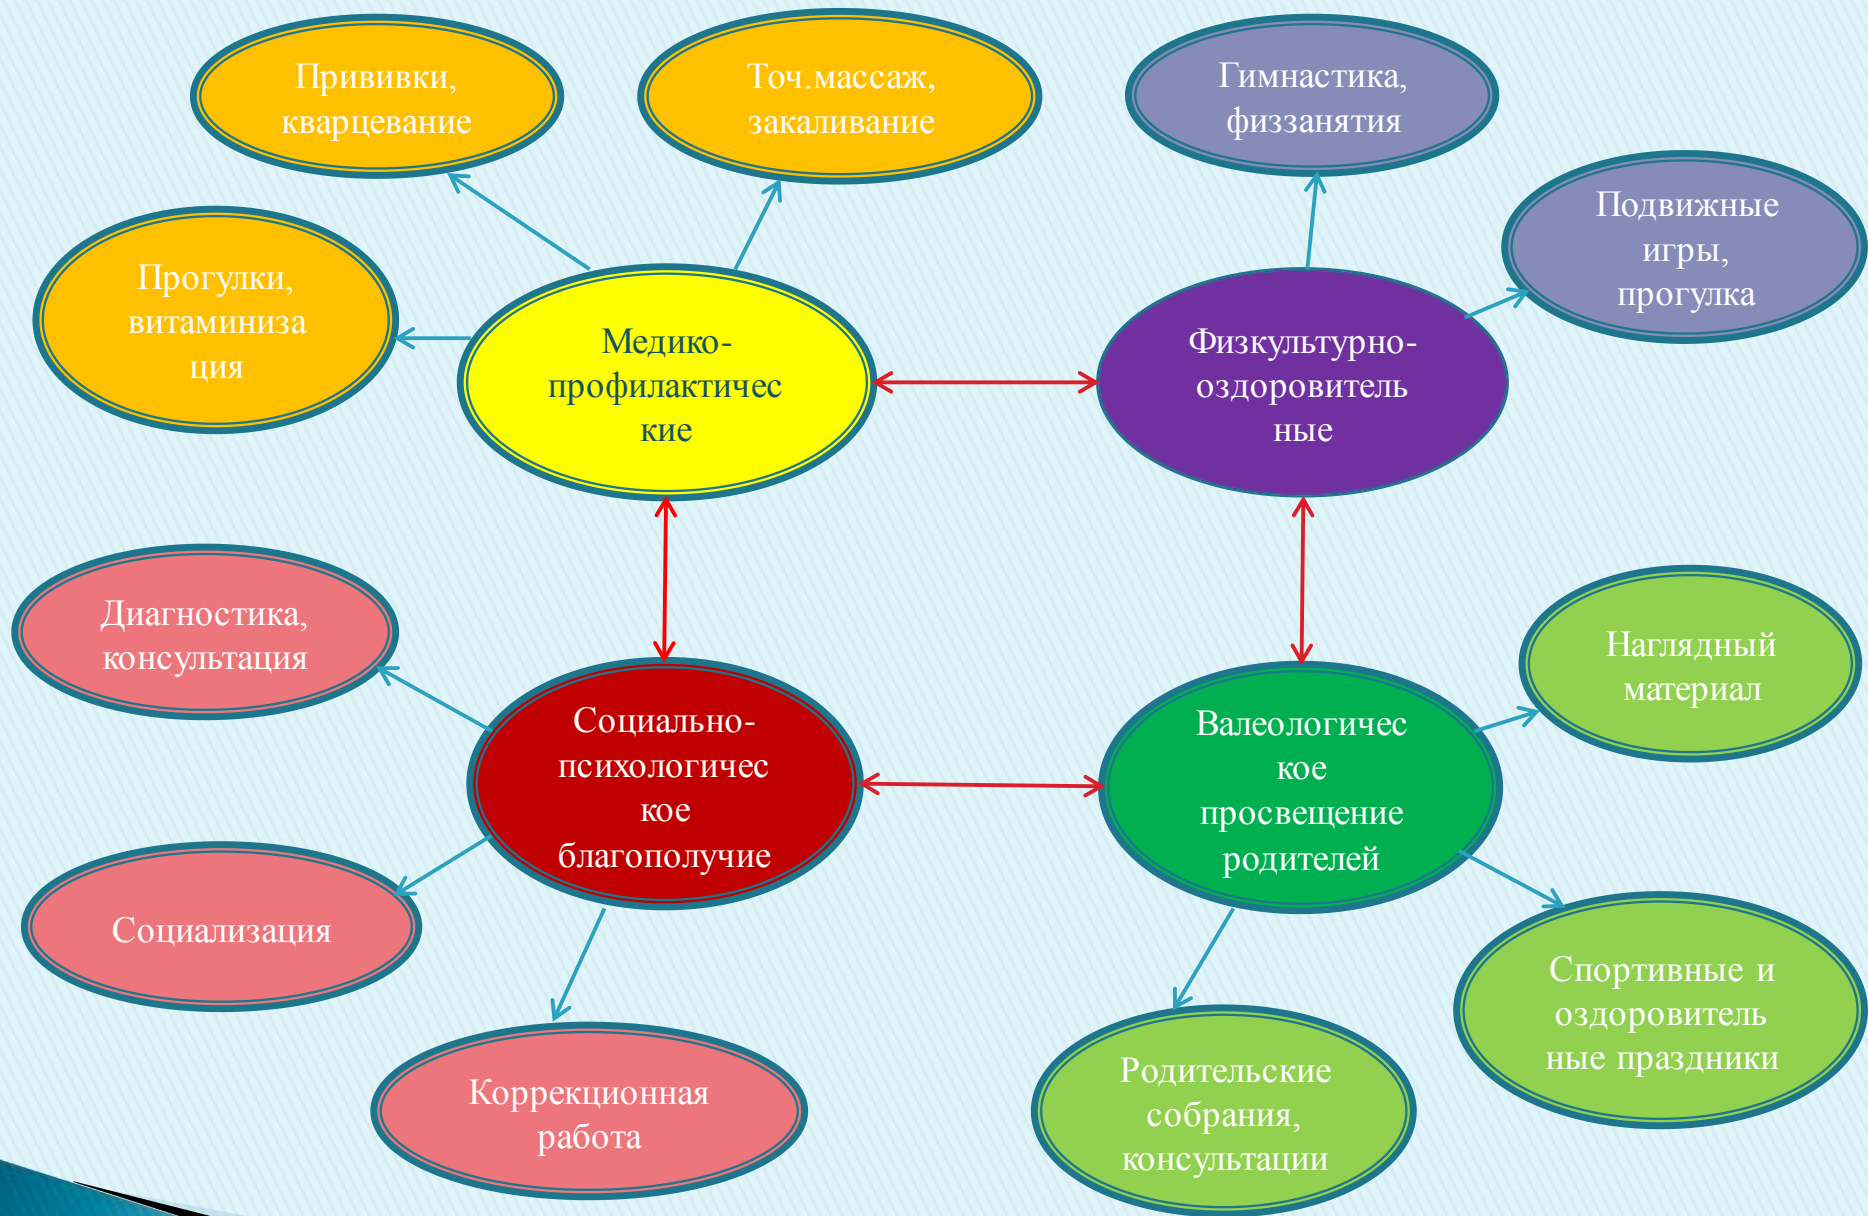 Прививки,
кварцевание
Точ.массаж,
закаливание
Гимнастика,
физзанятия
Подвижные
игры,
прогулка
Прогулки,
витаминиза
ция
Медико-
профилактичес
кие
Физкультурно-
оздоровитель
ные
Диагностика,
консультация
Наглядный
материал
Социально-
психологичес
кое
благополучие
Валеологичес
кое
просвещение
родителей
Социализация
Спортивные и
оздоровитель
ные праздники
Коррекционная
работа
Родительские
собрания,
консультации